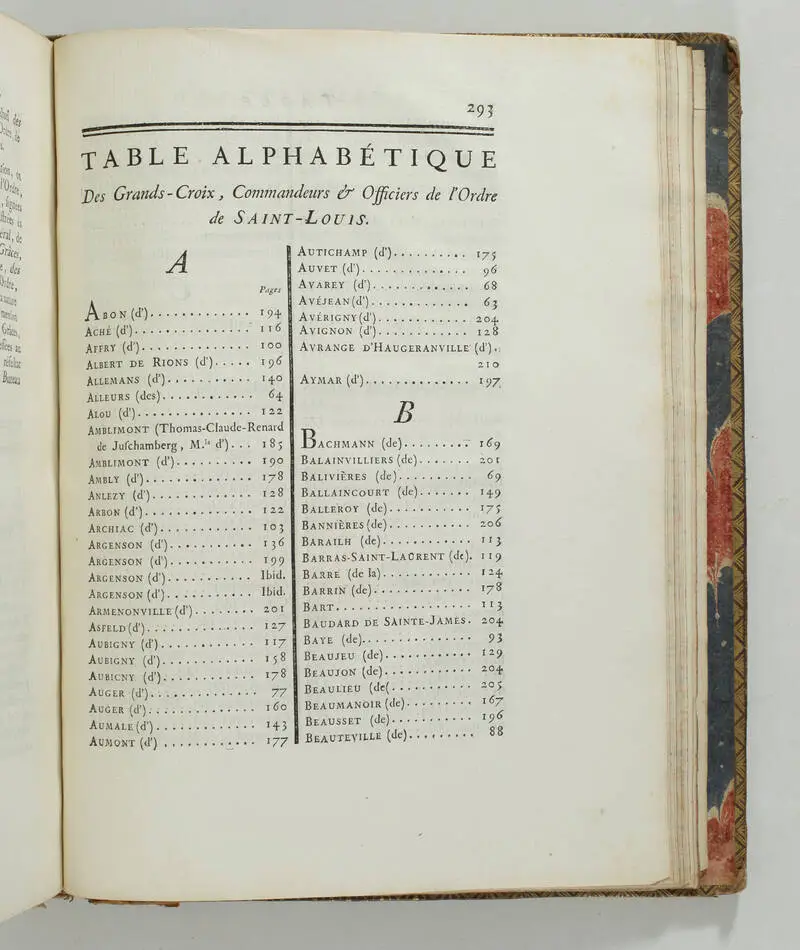 293
TABLE ALPHABÉTIQUE
Des Grands-Croix, Commandeurs & Officiers de l'Ordre
de SAINT-LOUIS.
A
Pages
ABON (d')............ 194
ACHÉ (d')............ 116
AFFRY (d')............ 100
ALBERT DE RIONS (d')..... 196
ALLEMANS (d')........... 140
ALLEURS (des)............ 64
ALOU (d')............... 122
AMBLIMONT (Thomas-Claude-Renard
de Juſchamberg, M.is d')... 185
AMBLIMONT (d').......... 190
AMBLY (d').............. 178
ANLEZY (d')............. 128
ARBON (d').............. 122
ARCHIAC (d')............ 103
ARGENSON (d')........... 136
ARGENSON (d')........... 199
ARGENSON (d')........... Ibid.
ARGENSON (d')........... Ibid.
ARMENONVILLE (d')........ 201
ASFELD (d').............. 127
AUBIGNY (d')............ 117
AUBIGNY (d')............ 158
AUBICNY (d')............ 178
AUGER (d').............. 77
AUGER (d').............. 160
AUMALE (d')............. 143
AUMONT (d')............. 177
AUTICHAMP (d').......... 175
AUVET (d').............. 96
AVAREY (d')............. 68
AVÉJEAN (d')............. 63
AVÉRIGNY (d')............ 204
AVIGNON (d')............ 128
AVRANGE D'HAUGERANVILLE (d').
210
AYMAR (d').............. 197
B
BACHMANN (de)......... 169
BALAINVILLIERS (de)....... 201
BALIVIÈRES (de).......... 69
BALLAINCOURT (de)....... 149
BALLEROY (de)........... 175
BANNIÈRES (de)........... 206
BARAILH (de)............ 113
BARRAS-SAINT-LAURENT (de). 119
BARRE (de la)............ 124
BARRIN (de)............. 178
BART................. 113
BAUDARD DE SAINTE-JAMES. 204
BAYE (de)............... 93
BEAUJEU (de)............ 129
BEAUJON (de)............ 204
BEAULIEU (de(........... 205
BEAUMANOIR (de)......... 167
BEAUSSET (de)........... 196
BEAUTEVILLE (de)......... 88